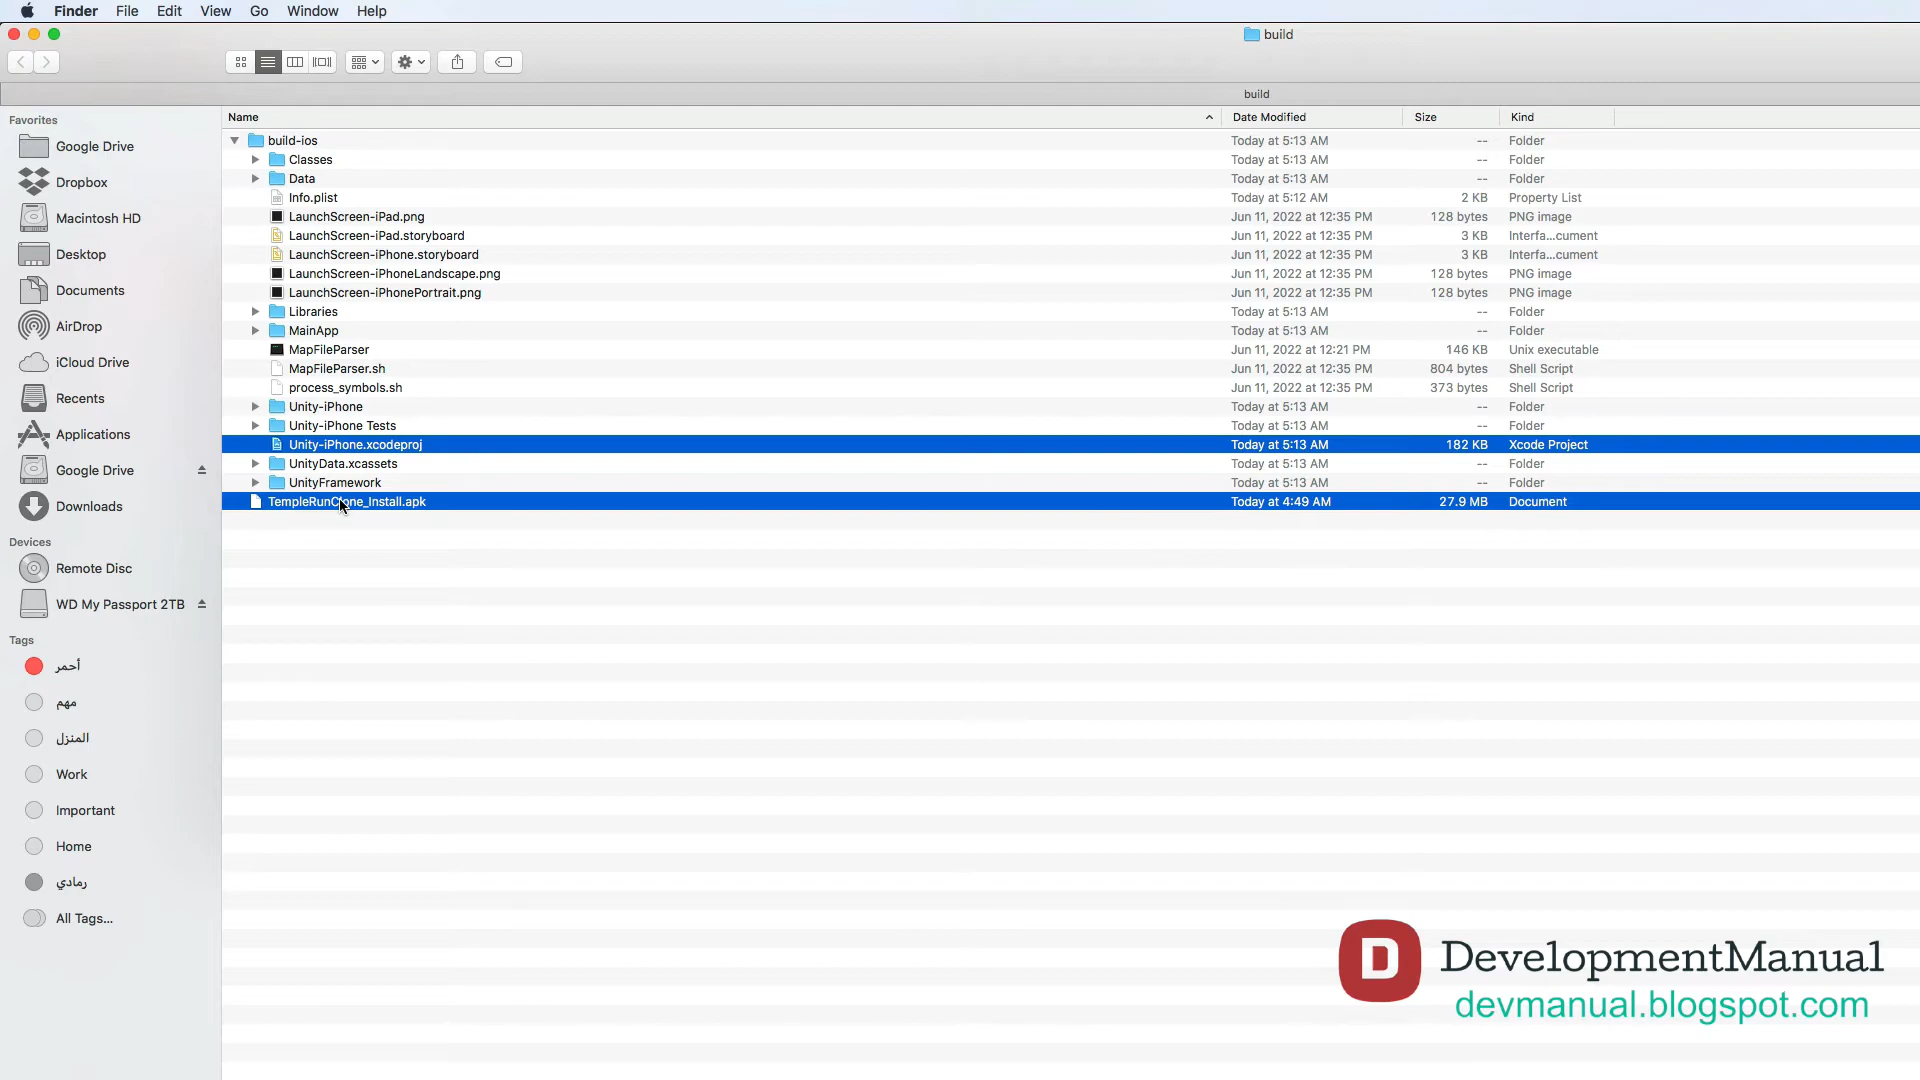 Finder File Edit View Go Window Help
build
build
Name Date Modified Size Kind
Favorites
Google Drive
Dropbox
Macintosh HD
Desktop
Documents
AirDrop
iCloud Drive
Recents
Applications
Google Drive
Downloads
Devices
Remote Disc
WD My Passport 2TB
Tags
أحمر
مهم
المنزل
Work
Important
Home
رمادي
All Tags...
build-ios Today at 5:13 AM -- Folder
Classes Today at 5:13 AM -- Folder
Data Today at 5:13 AM -- Folder
Info.plist Today at 5:12 AM 2 KB Property List
LaunchScreen-iPad.png Jun 11, 2022 at 12:35 PM 128 bytes PNG image
LaunchScreen-iPad.storyboard Jun 11, 2022 at 12:35 PM 3 KB Interfa...cument
LaunchScreen-iPhone.storyboard Jun 11, 2022 at 12:35 PM 3 KB Interfa...cument
LaunchScreen-iPhoneLandscape.png Jun 11, 2022 at 12:35 PM 128 bytes PNG image
LaunchScreen-iPhonePortrait.png Jun 11, 2022 at 12:35 PM 128 bytes PNG image
Libraries Today at 5:13 AM -- Folder
MainApp Today at 5:13 AM -- Folder
MapFileParser Jun 11, 2022 at 12:21 PM 146 KB Unix executable
MapFileParser.sh Jun 11, 2022 at 12:35 PM 804 bytes Shell Script
process_symbols.sh Jun 11, 2022 at 12:35 PM 373 bytes Shell Script
Unity-iPhone Today at 5:13 AM -- Folder
Unity-iPhone Tests Today at 5:13 AM -- Folder
Unity-iPhone.xcodeproj Today at 5:13 AM 182 KB Xcode Project
UnityData.xcassets Today at 5:13 AM -- Folder
UnityFramework Today at 5:13 AM -- Folder
TempleRunClone_Install.apk Today at 4:49 AM 27.9 MB Document
D DevelopmentManual
devmanual.blogspot.com